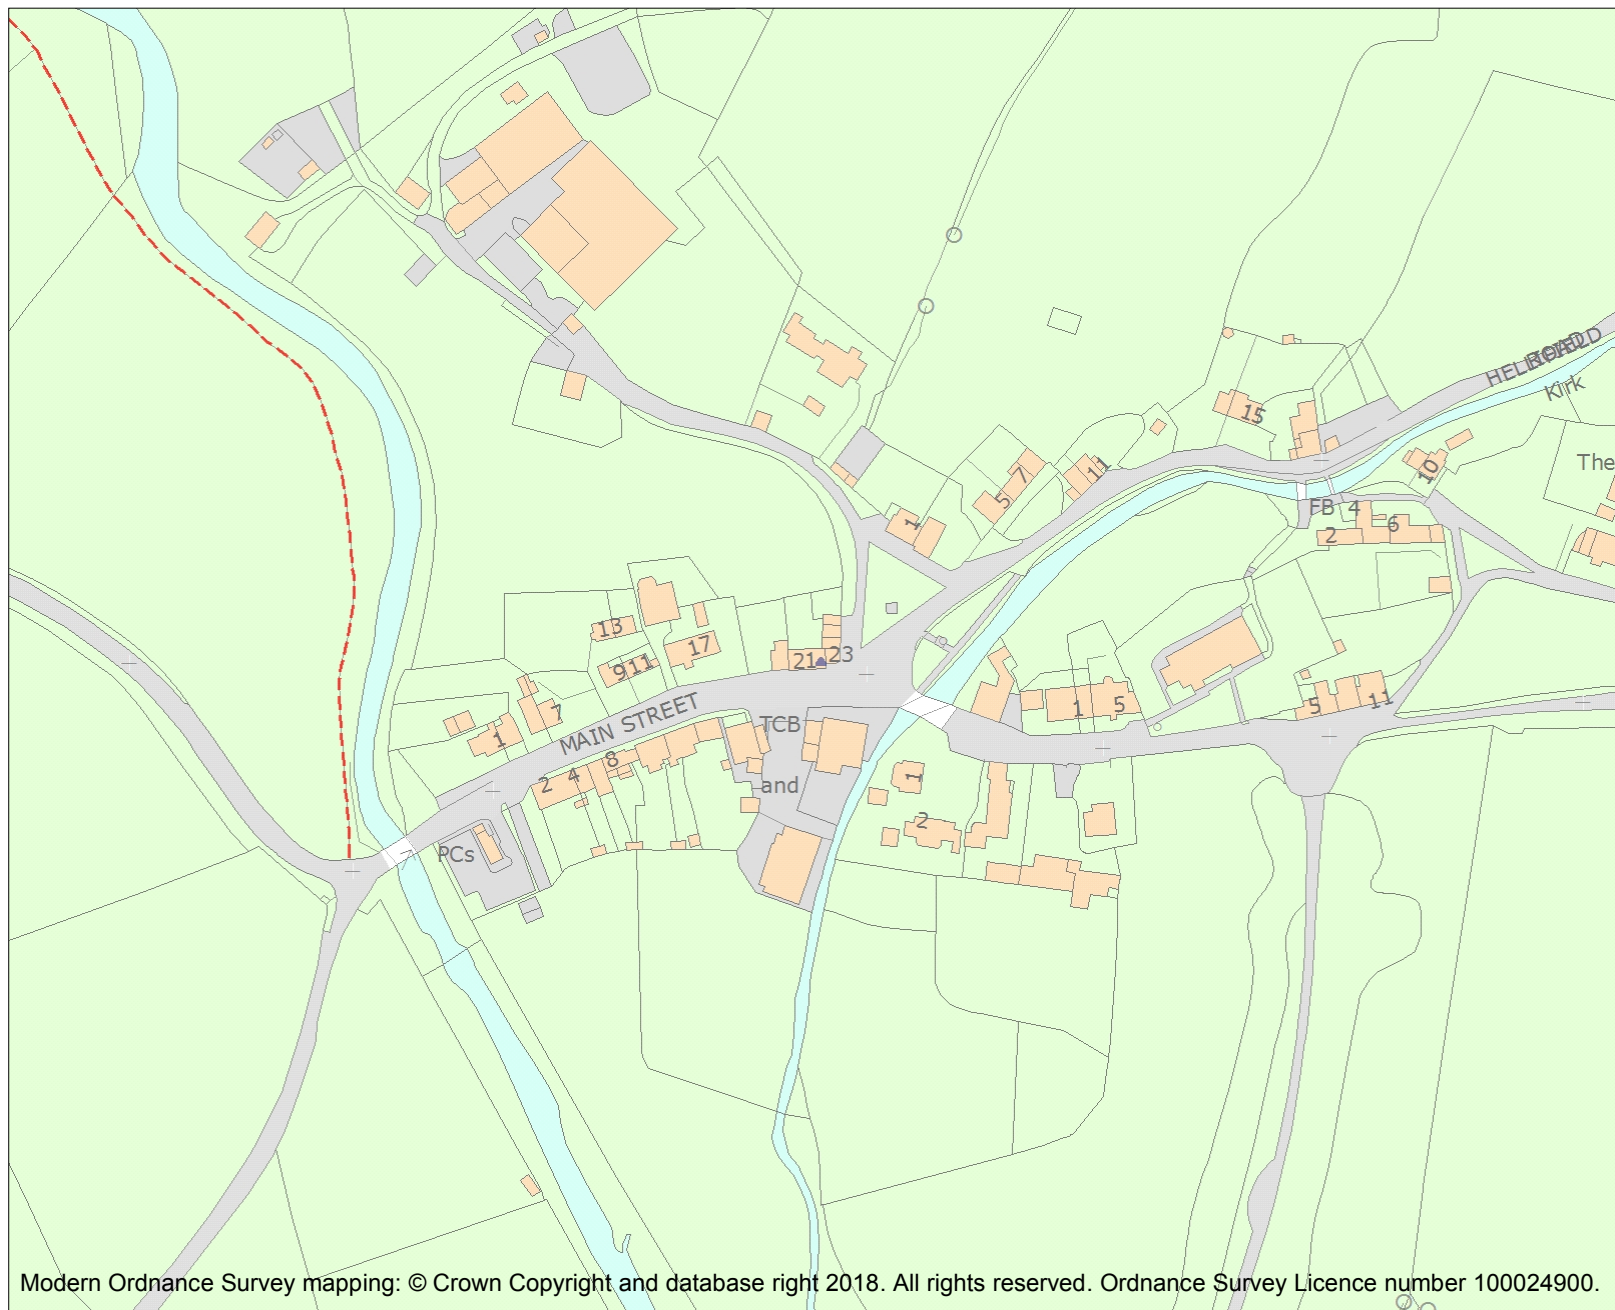 HELLIFIELD ROAD
Kirk
15
The
11
7
5
10
FB 4
6
2
1
13
17
9 11
21 23
7
1
MAIN STREET
TCB
1 5
5 11
8
4
2
and
1
2
PCs
Modern Ordnance Survey mapping: © Crown Copyright and database right 2018. All rights reserved. Ordnance Survey Licence number 100024900.